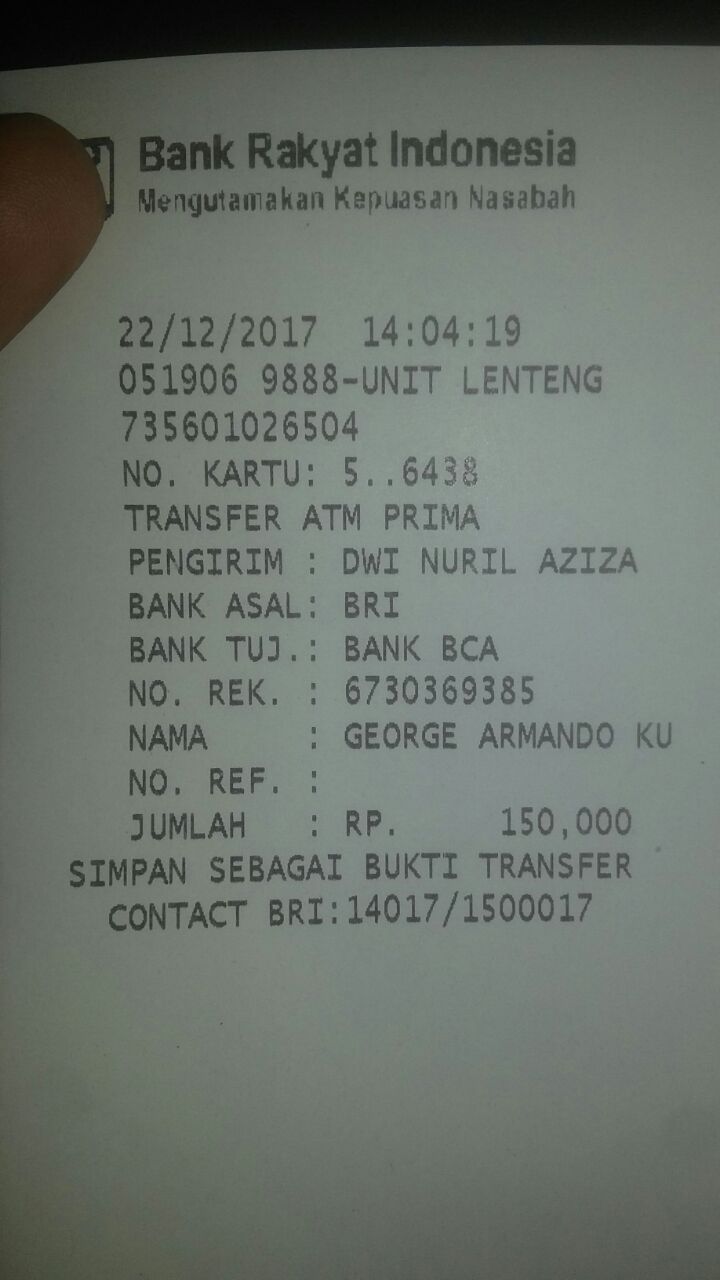 Bank Rakyat Indonesia
Mengutamakan Kepuasan Nasabah
22/12/2017 14:04:19
051906 9888-UNIT LENTENG
735601026504
NO. KARTU: 5..6438
TRANSFER ATM PRIMA
PENGIRIM : DWI NURIL AZIZA
BANK ASAL: BRI
BANK TUJ.: BANK BCA
NO. REK. : 6730369385
NAMA : GEORGE ARMANDO KU
NO. REF. :
JUMLAH : RP. 150,000
SIMPAN SEBAGAI BUKTI TRANSFER
CONTACT BRI:14017/1500017